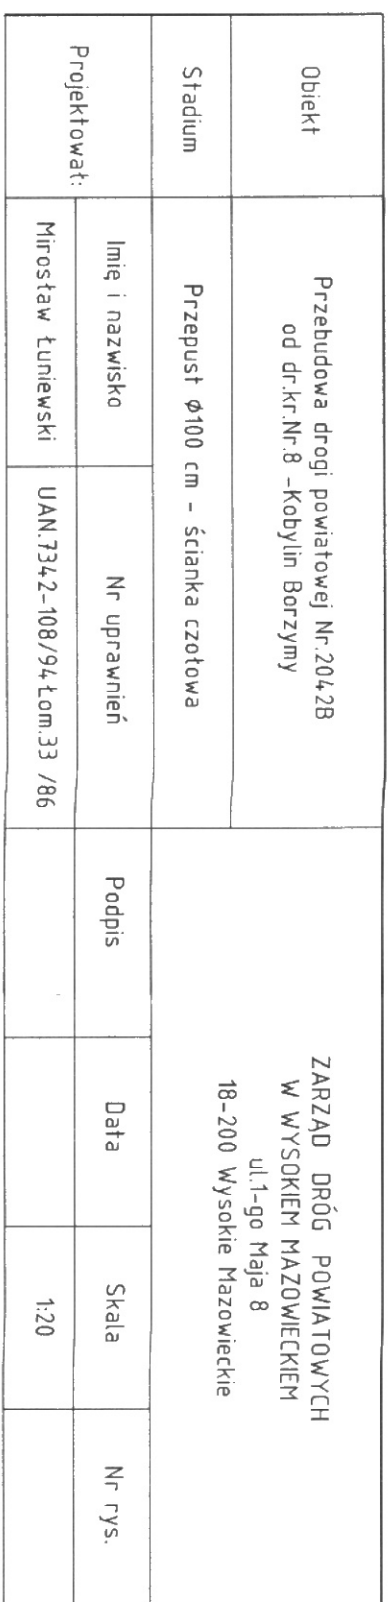 Obiekt
Przebudowa drogi powiatowej Nr.2042B
od dr.kr.Nr.8 -Kobylin Borzymy
ZARZĄD DRÓG POWIATOWYCH
W WYSOKIEM MAZOWIECKIEM
ul.1-go Maja 8
18-200 Wysokie Mazowieckie
Stadium
Przepust Ø100 cm - ścianka czołowa
Projektował:
Imię i nazwisko
Nr uprawnień
Podpis
Data
Skala
Nr rys.
Mirosław Łuniewski
UAN.7342-108/94Łom.33 /86
1:20